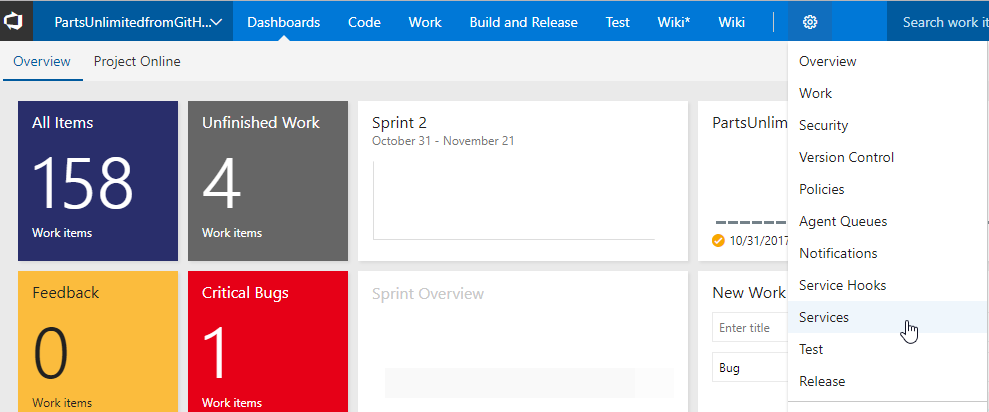 PartsUnlimitedfromGitH... Dashboards Code Work Build and Release Test Wiki* Wiki Search work it
Overview Project Online
Overview
Work
Security
Version Control
Policies
Agent Queues
Notifications
Service Hooks
Services
Test
Release
All Items
158
Work items
Unfinished Work
4
Work items
Sprint 2
October 31 - November 21
PartsUnlimit
10/31/2017
Feedback
0
Work items
Critical Bugs
1
Work items
Sprint Overview
New Work
Enter title
Bug